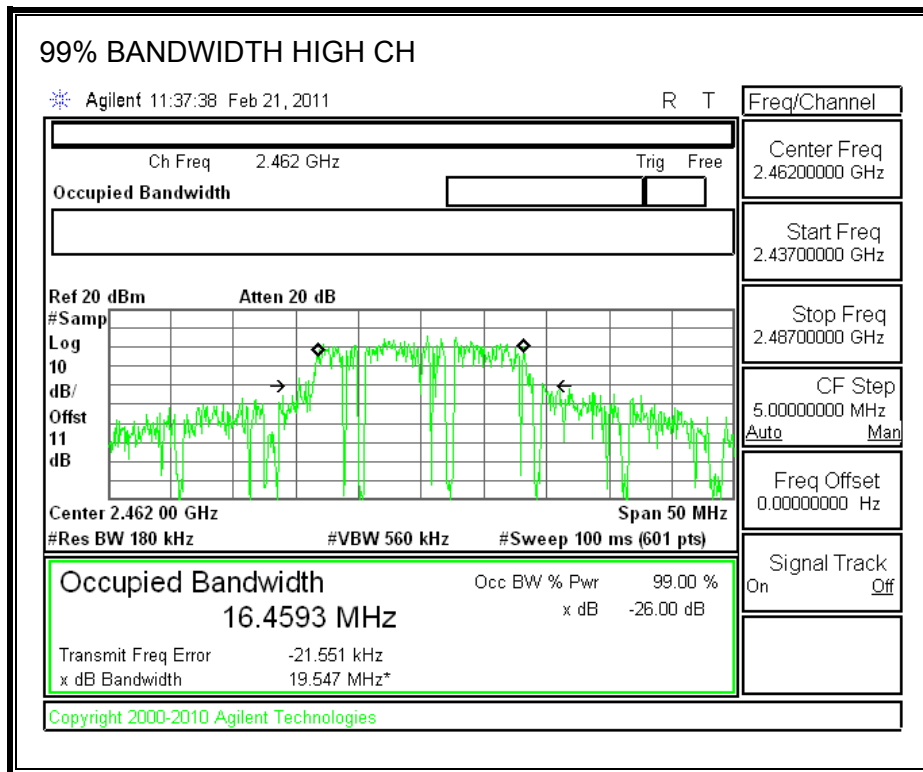 99% BANDWIDTH HIGH CH
Agilent 11:37:38 Feb 21, 2011 R T
Freq/Channel
Ch Freq 2.462 GHz Trig Free
Occupied Bandwidth
Center Freq
2.46200000 GHz
Start Freq
2.43700000 GHz
Stop Freq
2.48700000 GHz
CF Step
5.00000000 MHz
Auto Man
Freq Offset
0.00000000 Hz
Signal Track
On Off
Ref 20 dBm Atten 20 dB
#Samp
Log
10
dB/
Offst
11
dB
Center 2.462 00 GHz Span 50 MHz
#Res BW 180 kHz #VBW 560 kHz #Sweep 100 ms (601 pts)
Occupied Bandwidth Occ BW % Pwr 99.00 %
16.4593 MHz x dB -26.00 dB
Transmit Freq Error -21.551 kHz
x dB Bandwidth 19.547 MHz*
Copyright 2000-2010 Agilent Technologies